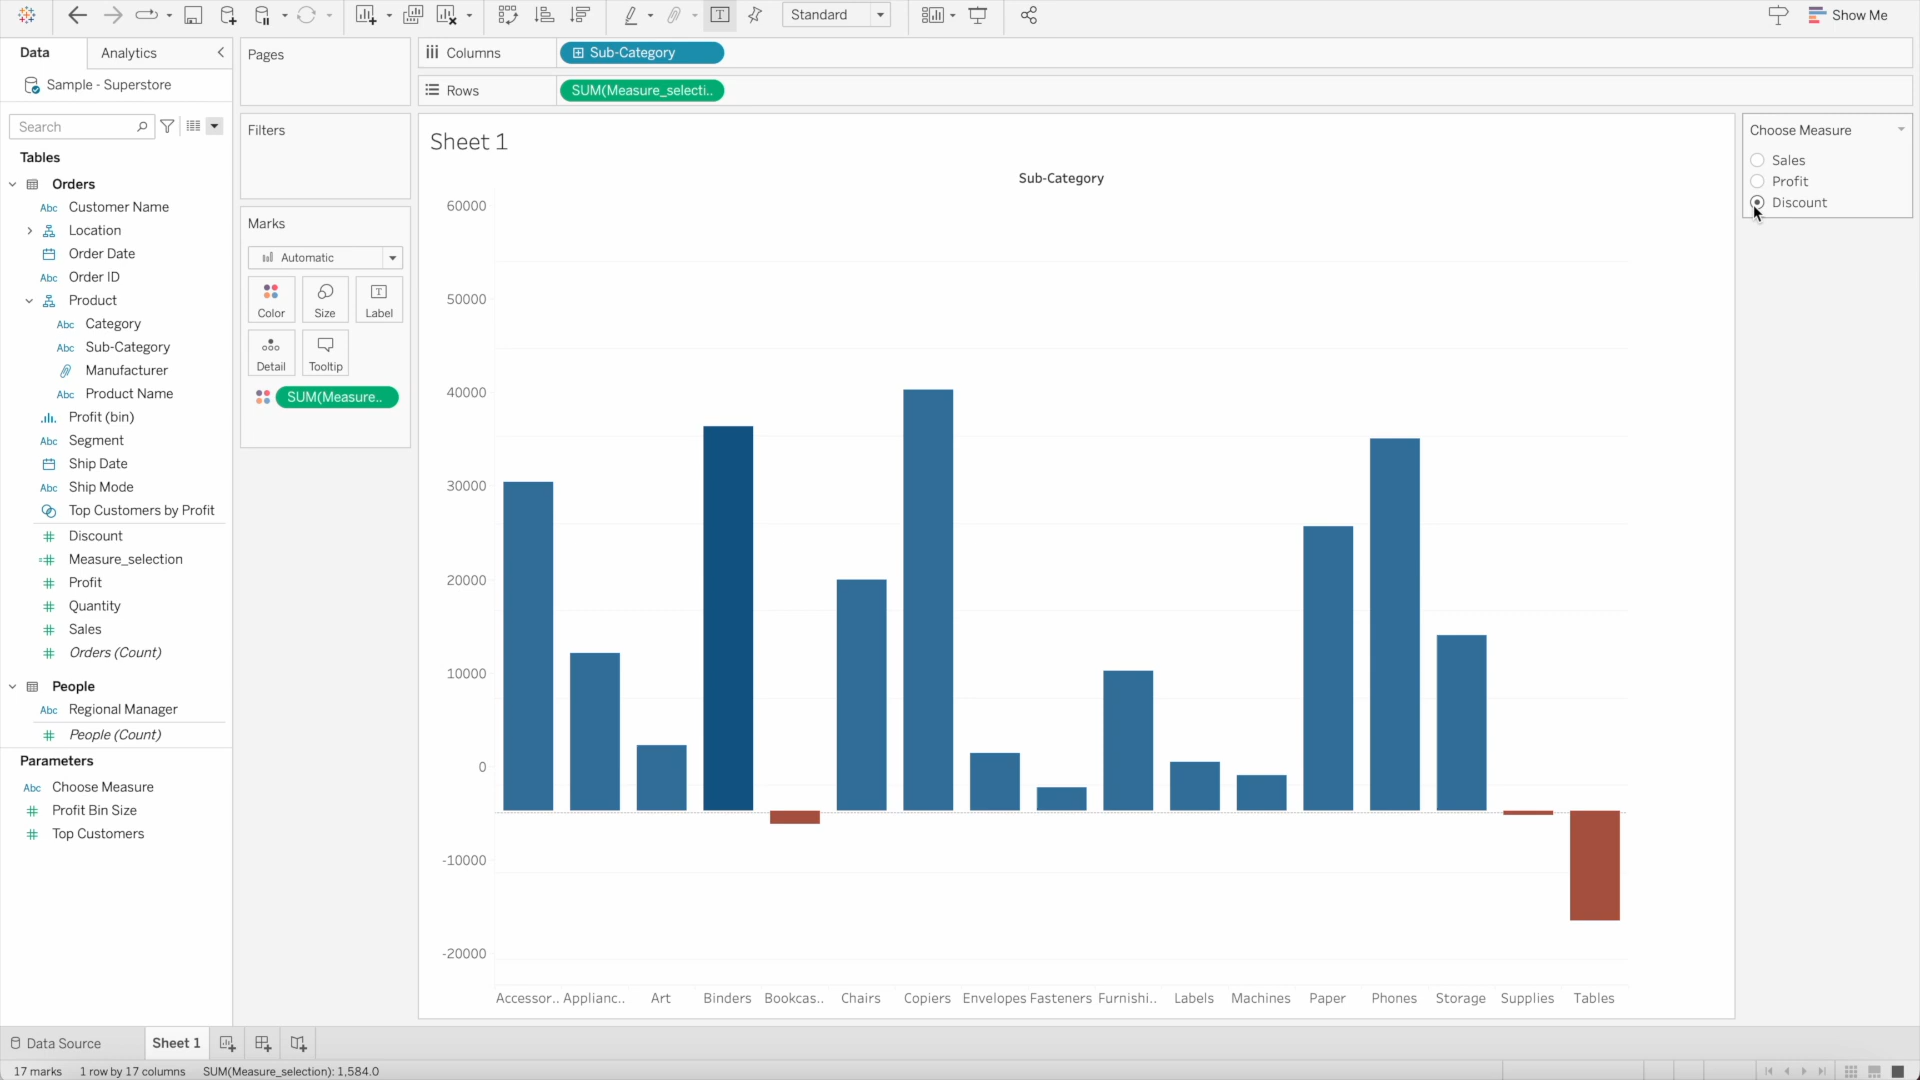 Standard
Show Me
Data
Analytics
Pages
Columns
Sub-Category
Sample - Superstore
Rows
SUM(Measure_selecti..
Search
Filters
Tables
Orders
Customer Name
Location
Order Date
Order ID
Product
Category
Sub-Category
Manufacturer
Product Name
Profit (bin)
Segment
Ship Date
Ship Mode
Top Customers by Profit
Discount
Measure_selection
Profit
Quantity
Sales
Orders (Count)
People
Regional Manager
People (Count)
Parameters
Choose Measure
Profit Bin Size
Top Customers
Marks
Automatic
Color Size Label
Detail Tooltip
SUM(Measure..
Sheet 1
Sub-Category
60000
50000
40000
30000
20000
10000
0
-10000
-20000
Accessor.. Applianc.. Art Binders Bookcas.. Chairs Copiers Envelopes Fasteners Furnishi.. Labels Machines Paper Phones Storage Supplies Tables
Choose Measure
Sales
Profit
Discount
Data Source
Sheet 1
17 marks 1 row by 17 columns SUM(Measure_selection): 1,584.0